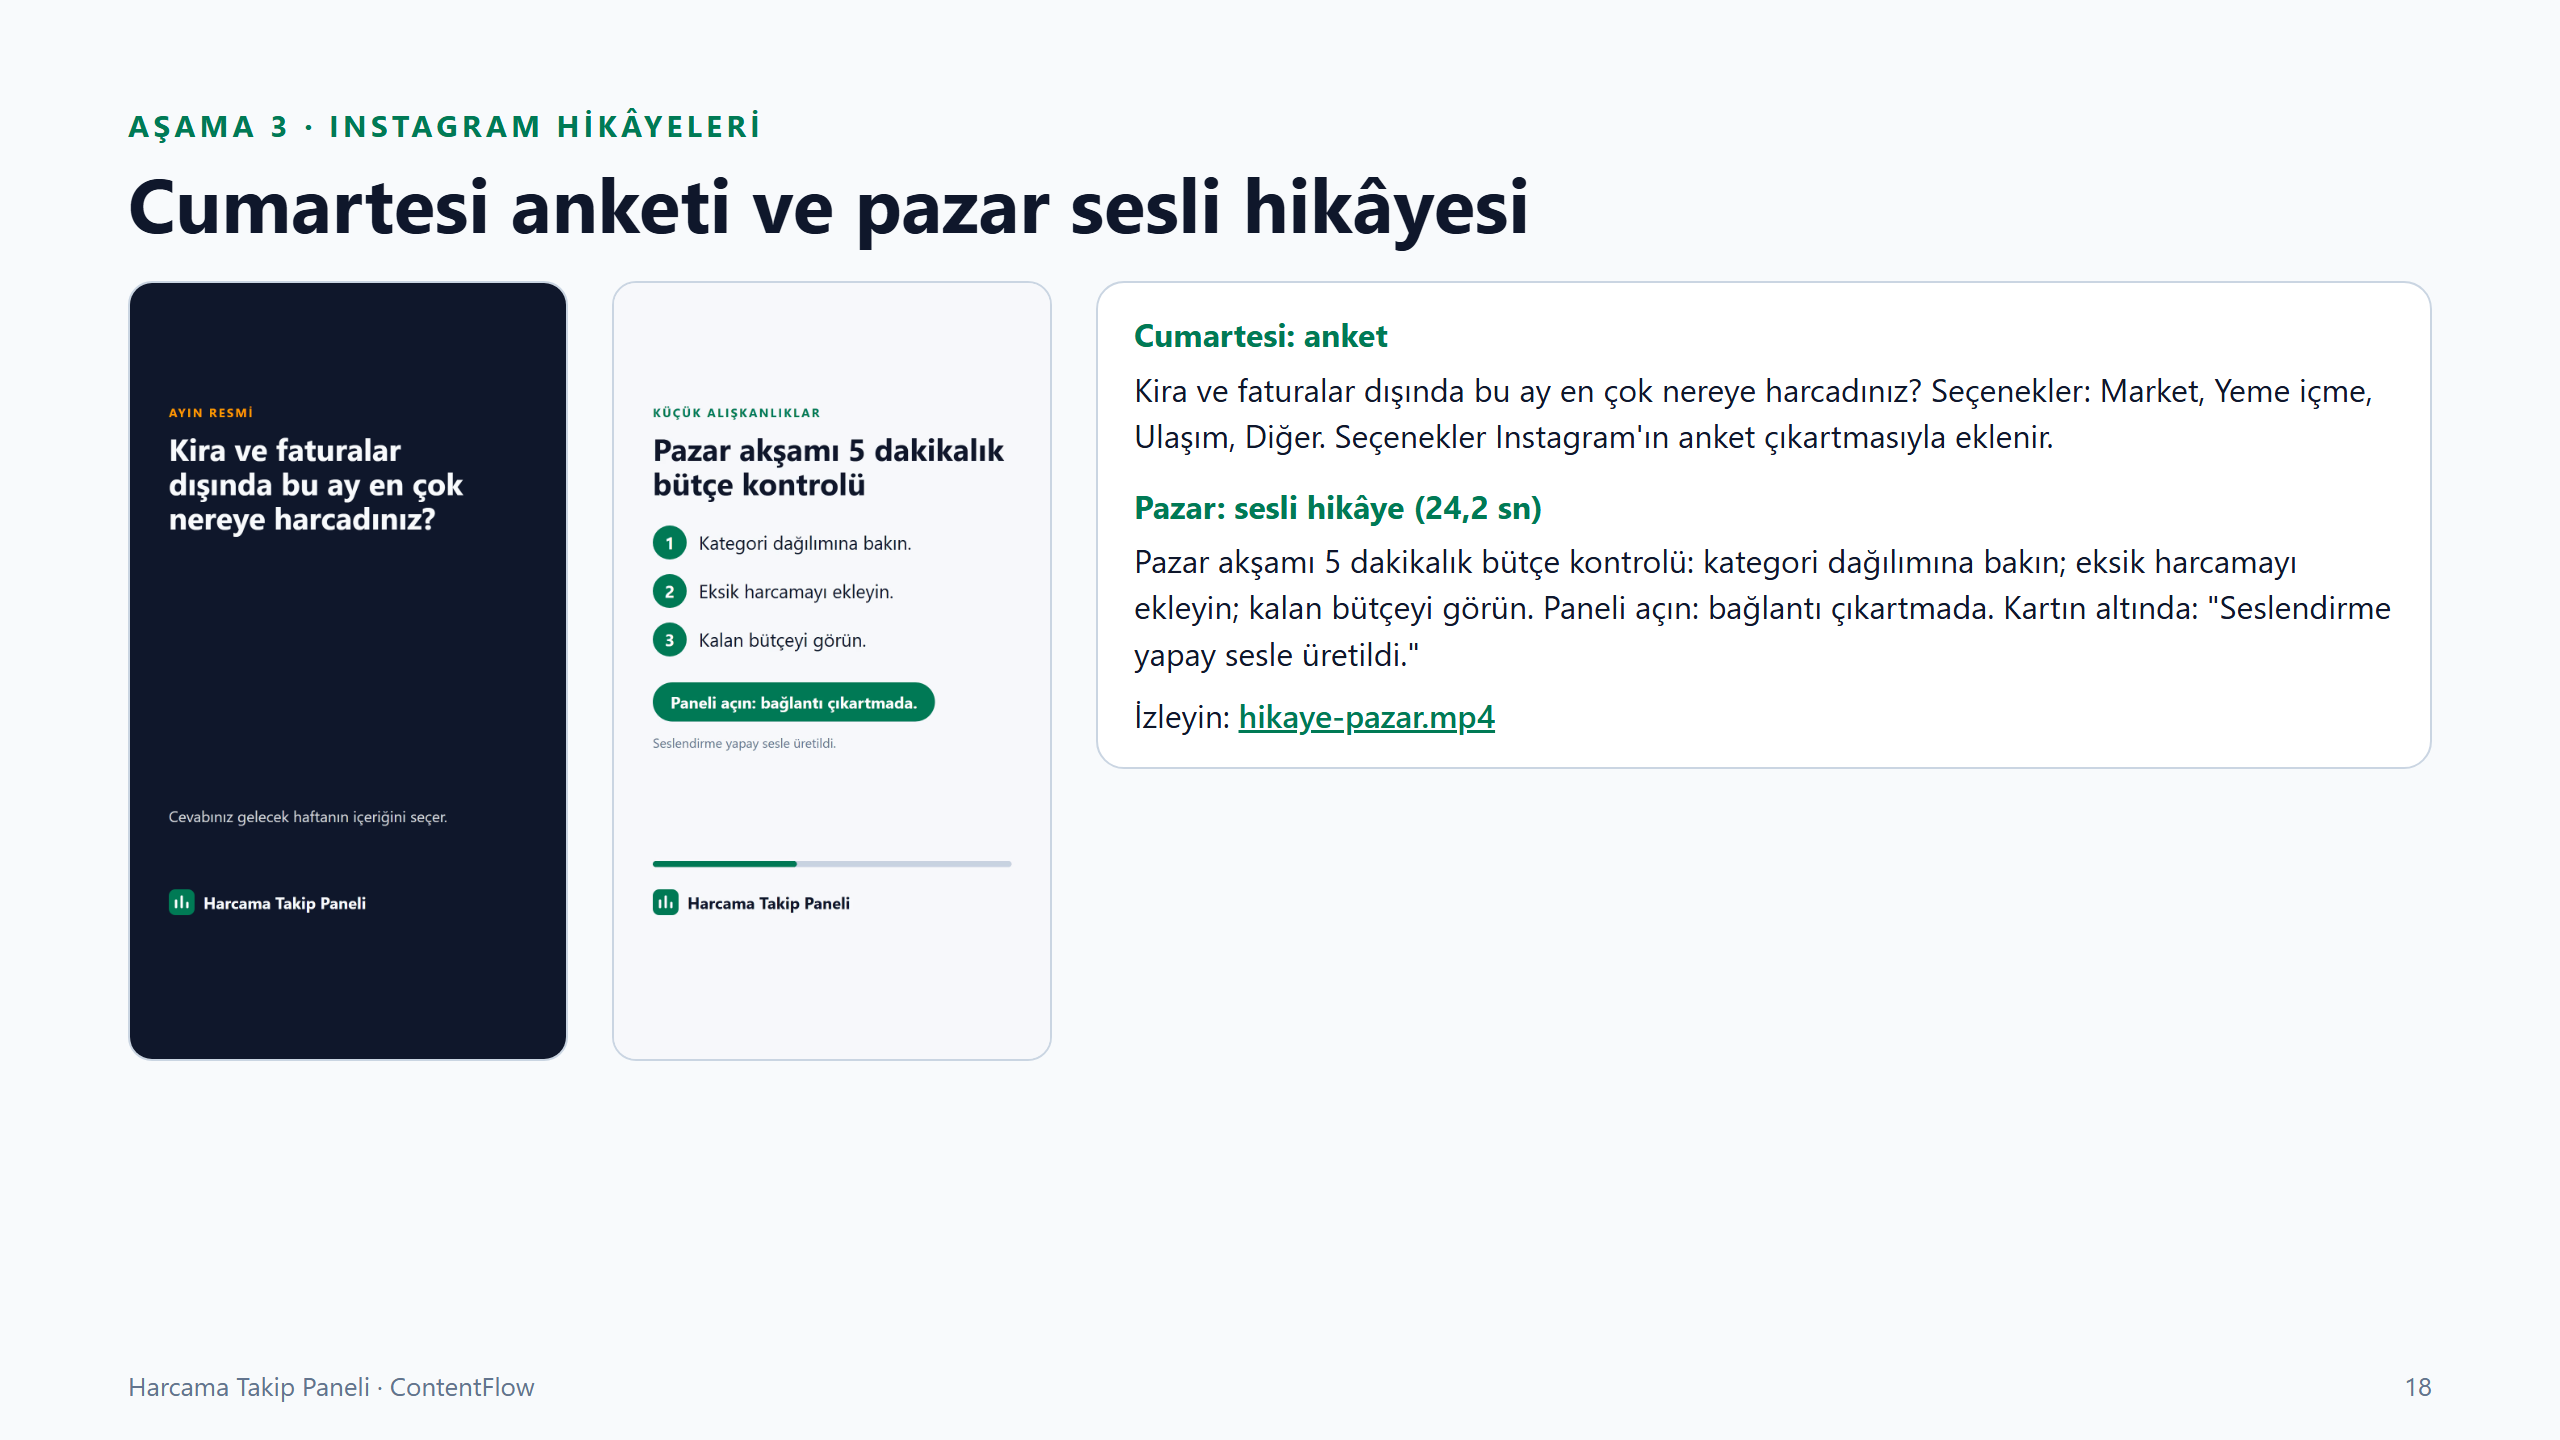 AŞAMA 3 · INSTAGRAM HİKÂYELERİ
Cumartesi anketi ve pazar sesli hikâyesi
AYIN RESMİ
Kira ve faturalar
dışında bu ay en çok
nereye harcadınız?
Cevabınız gelecek haftanın içeriğini seçer.
Harcama Takip Paneli
KÜÇÜK ALIŞKANLIKLAR
Pazar akşamı 5 dakikalık
bütçe kontrolü
1 Kategori dağılımına bakın.
2 Eksik harcamayı ekleyin.
3 Kalan bütçeyi görün.
Paneli açın: bağlantı çıkartmada.
Seslendirme yapay sesle üretildi.
Harcama Takip Paneli
Cumartesi: anket
Kira ve faturalar dışında bu ay en çok nereye harcadınız? Seçenekler: Market, Yeme içme,
Ulaşım, Diğer. Seçenekler Instagram'ın anket çıkartmasıyla eklenir.
Pazar: sesli hikâye (24,2 sn)
Pazar akşamı 5 dakikalık bütçe kontrolü: kategori dağılımına bakın; eksik harcamayı
ekleyin; kalan bütçeyi görün. Paneli açın: bağlantı çıkartmada. Kartın altında: "Seslendirme
yapay sesle üretildi."
İzleyin: hikaye-pazar.mp4
Harcama Takip Paneli · ContentFlow
18